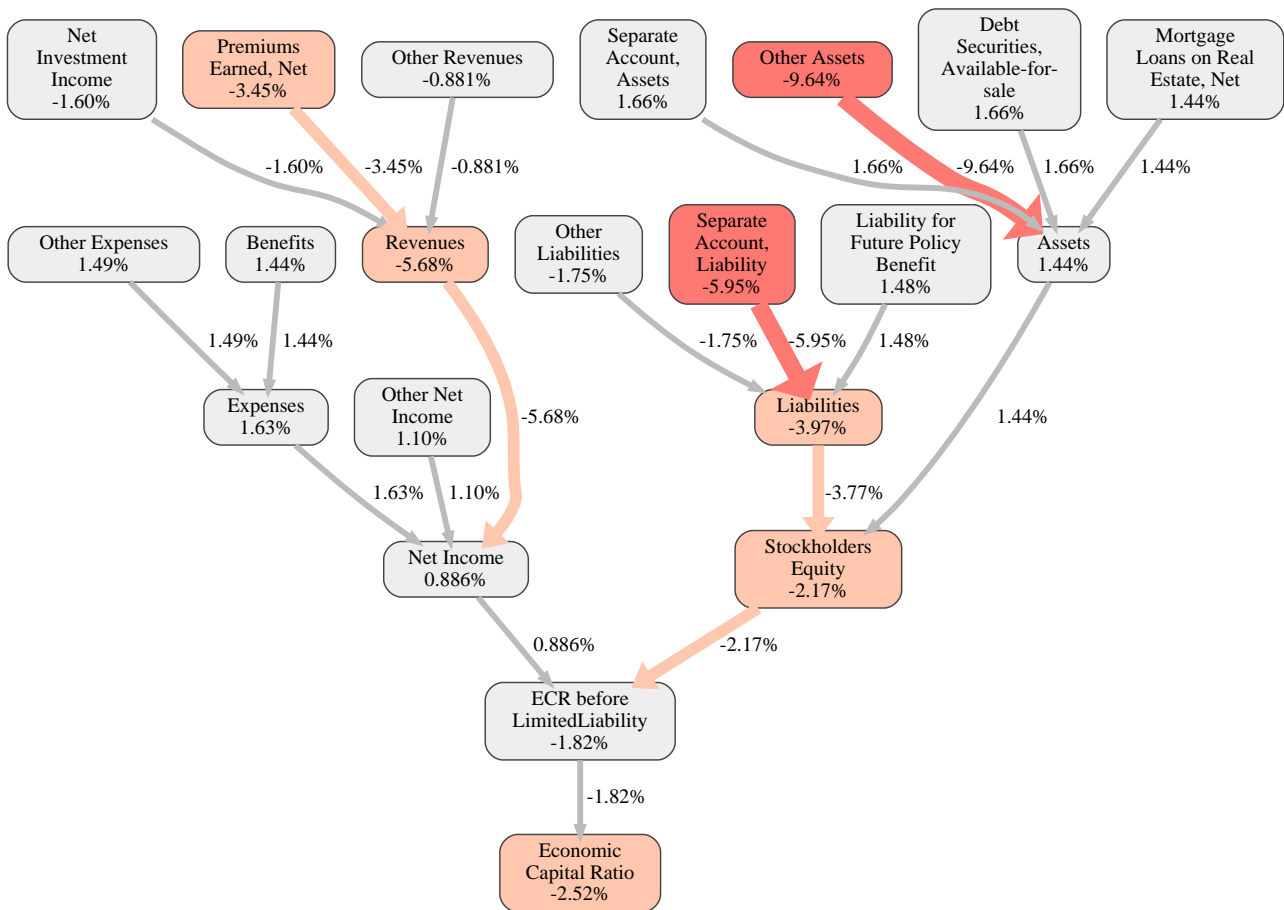 Net
Investment
Income
-1.60%
Premiums
Earned, Net
-3.45%
Other Revenues
-0.881%
Separate
Account,
Assets
1.66%
Other Assets
-9.64%
Debt
Securities,
Available-for-
sale
1.66%
Mortgage
Loans on Real
Estate, Net
1.44%
-1.60%
-3.45%
-0.881%
1.66%
-9.64%
1.66%
1.44%
Other Expenses
1.49%
Benefits
1.44%
Revenues
-5.68%
Other
Liabilities
-1.75%
Separate
Account,
Liability
-5.95%
Liability for
Future Policy
Benefit
1.48%
Assets
1.44%
1.49%
1.44%
-1.75%
-5.95%
1.48%
Expenses
1.63%
Other Net
Income
1.10%
-5.68%
Liabilities
-3.97%
1.44%
1.63%
1.10%
-3.77%
Net Income
0.886%
Stockholders
Equity
-2.17%
0.886%
-2.17%
ECR before
LimitedLiability
-1.82%
-1.82%
Economic
Capital Ratio
-2.52%